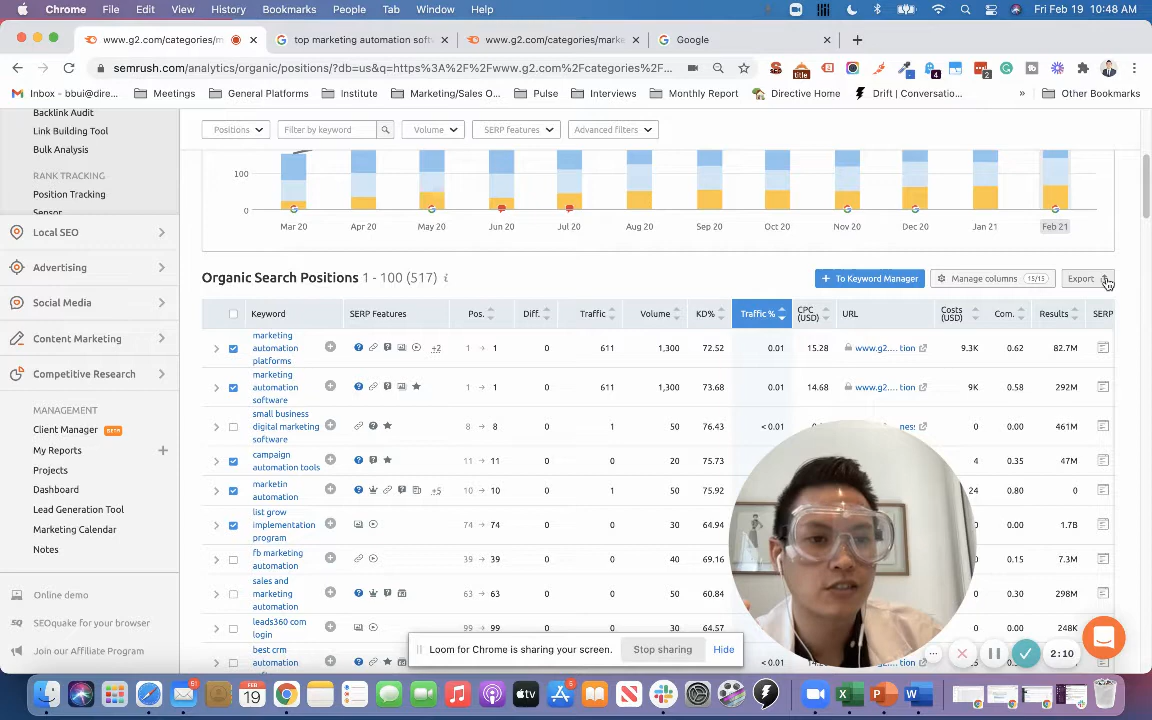 Chrome File Edit View History Bookmarks People Tab Window Help Fri Feb 19 10:48 AM
www.g2.com/categories/m × top marketing automation soft × www.g2.com/categories/marke × Google × +
semrush.com/analytics/organic/positions/?db=us&q=https%3A%2F%2Fwww.g2.com%2Fcategories%2F...
Inbox - bbui@dire... Meetings General Platforms Institute Marketing/Sales O... Pulse Interviews Monthly Report Directive Home Drift | Conversatio... » Other Bookmarks
Backlink Audit
Link Building Tool
Bulk Analysis
RANK TRACKING
Position Tracking
Sensor
Local SEO
Advertising
Social Media
Content Marketing
Competitive Research
MANAGEMENT
Client Manager BETA
My Reports +
Projects
Dashboard
Lead Generation Tool
Marketing Calendar
Notes
Online demo
SEOquake for your browser
Join our Affiliate Program
Positions Filter by keyword Volume SERP features Advanced filters
100
0
Mar 20 Apr 20 May 20 Jun 20 Jul 20 Aug 20 Sep 20 Oct 20 Nov 20 Dec 20 Jan 21 Feb 21
Organic Search Positions 1 - 100 (517) i
+ To Keyword Manager Manage columns 15/15 Export
Keyword SERP Features Pos. Diff. Traffic Volume KD% Traffic % CPC (USD) URL Costs (USD) Com. Results SERP
marketing automation platforms +2 1 → 1 0 611 1,300 72.52 0.01 15.28 www.g2.... tion 9.3K 0.62 82.7M
marketing automation software 1 → 1 0 611 1,300 73.68 0.01 14.68 www.g2.... tion 9K 0.58 292M
small business digital marketing software 8 → 8 0 1 50 76.43 < 0.01 ness 0 0.00 461M
campaign automation tools 11 → 11 0 0 20 75.73 4 0.35 47M
marketin automation +5 10 → 10 0 1 50 75.92 24 0.80 0
list grow implementation program 74 → 74 0 0 30 64.94 0.00 1.7B
fb marketing automation 39 → 39 0 0 40 69.16 0.15 7.3M
sales and marketing automation 63 → 63 0 0 50 60.84 0.30 298M
leads360 com login 99 → 99 0 0 30 64.57 0.00 248K
best crm automation
Loom for Chrome is sharing your screen. Stop sharing Hide
2:10